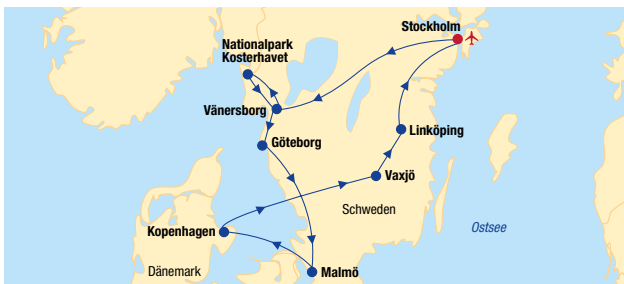 Stockholm
Nationalpark
Kosterhavet
Vänersborg
Linköping
Göteborg
Vaxjö
Schweden
Kopenhagen
Ostsee
Dänemark
Malmö